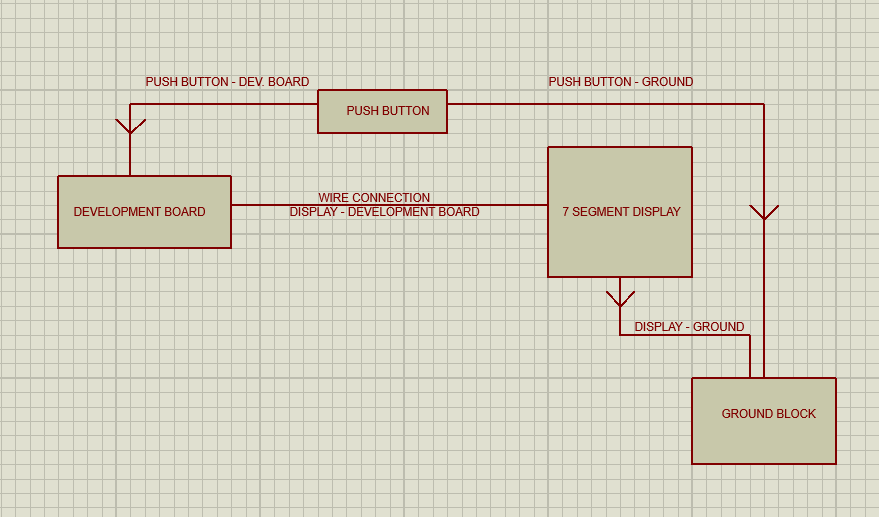 PUSH BUTTON - DEV. BOARD
PUSH BUTTON - GROUND
PUSH BUTTON
DEVELOPMENT BOARD
WIRE CONNECTION
DISPLAY - DEVELOPMENT BOARD
7 SEGMENT DISPLAY
DISPLAY - GROUND
GROUND BLOCK